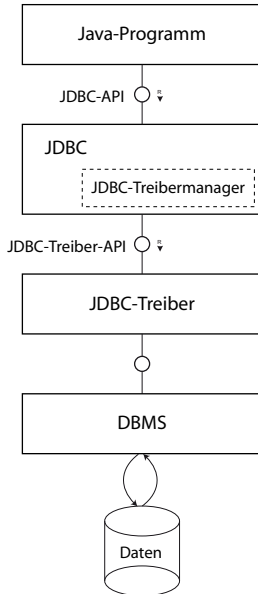 Java-Programm
JDBC-API
R
JDBC
JDBC-Treibermanager
JDBC-Treiber-API
R
JDBC-Treiber
DBMS
Daten